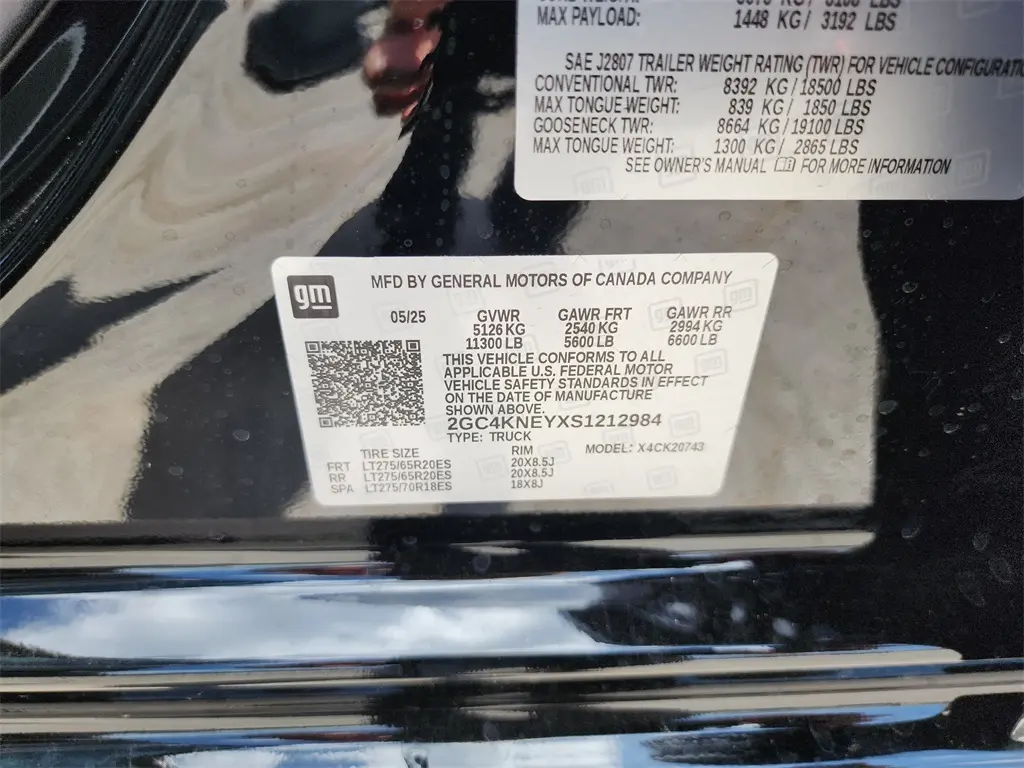 MAX PAYLOAD: 1448 KG / 3192 LBS
SAE J2807 TRAILER WEIGHT RATING (TWR) FOR VEHICLE
CONVENTIONAL TWR: 8392 KG/18500 LBS
MAX TONGUE WEIGHT: 839 KG/ 1850 LBS
GOOSENECK TWR: 8664 KG/19100 LBS
MAX TONGUE WEIGHT: 1300 KG/ 2865 LBS
SEE OWNER'S MANUAL FOR MORE INFORMATION
gm
MFD BY GENERAL MOTORS OF CANADA COMPANY
05/25 GVWR GAWR FRT GAWR RR
5126 KG 2540 KG 2994 KG
11300 LB 5600 LB 6600 LB
THIS VEHICLE CONFORMS TO ALL
APPLICABLE U.S. FEDERAL MOTOR
VEHICLE SAFETY STANDARDS IN EFFECT
ON THE DATE OF MANUFACTURE
SHOWN ABOVE.
2GC4KNEYXS1212984
TYPE: TRUCK MODEL: X4CK20743
TIRE SIZE RIM
FRT LT275/65R20ES 20X8.5J
RR LT275/65R20ES 20X8.5J
SPA LT275/70R18ES 18X8J